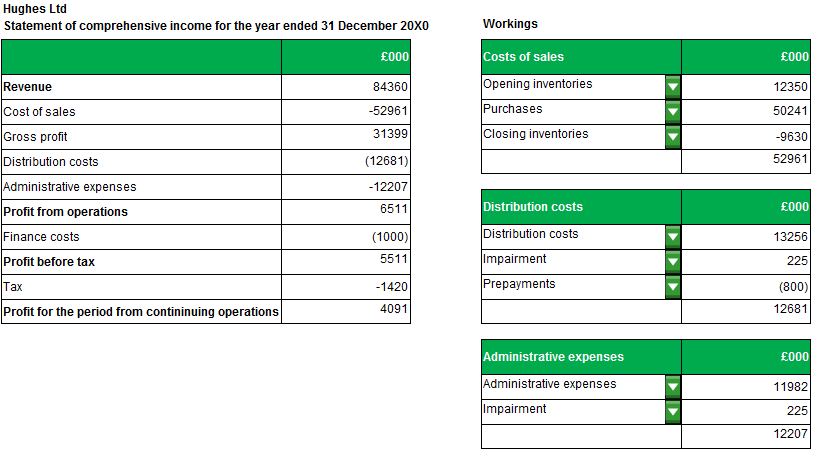 Hughes Ltd
Statement of comprehensive income for the year ended 31 December 20X0
£000
Revenue 84360
Cost of sales -52961
Gross profit 31399
Distribution costs (12681)
Administrative expenses -12207
Profit from operations 6511
Finance costs (1000)
Profit before tax 5511
Tax -1420
Profit for the period from contininuing operations 4091
Workings
Costs of sales £000
Opening inventories 12350
Purchases 50241
Closing inventories -9630
52961
Distribution costs £000
Distribution costs 13256
Impairment 225
Prepayments (800)
12681
Administrative expenses £000
Administrative expenses 11982
Impairment 225
12207